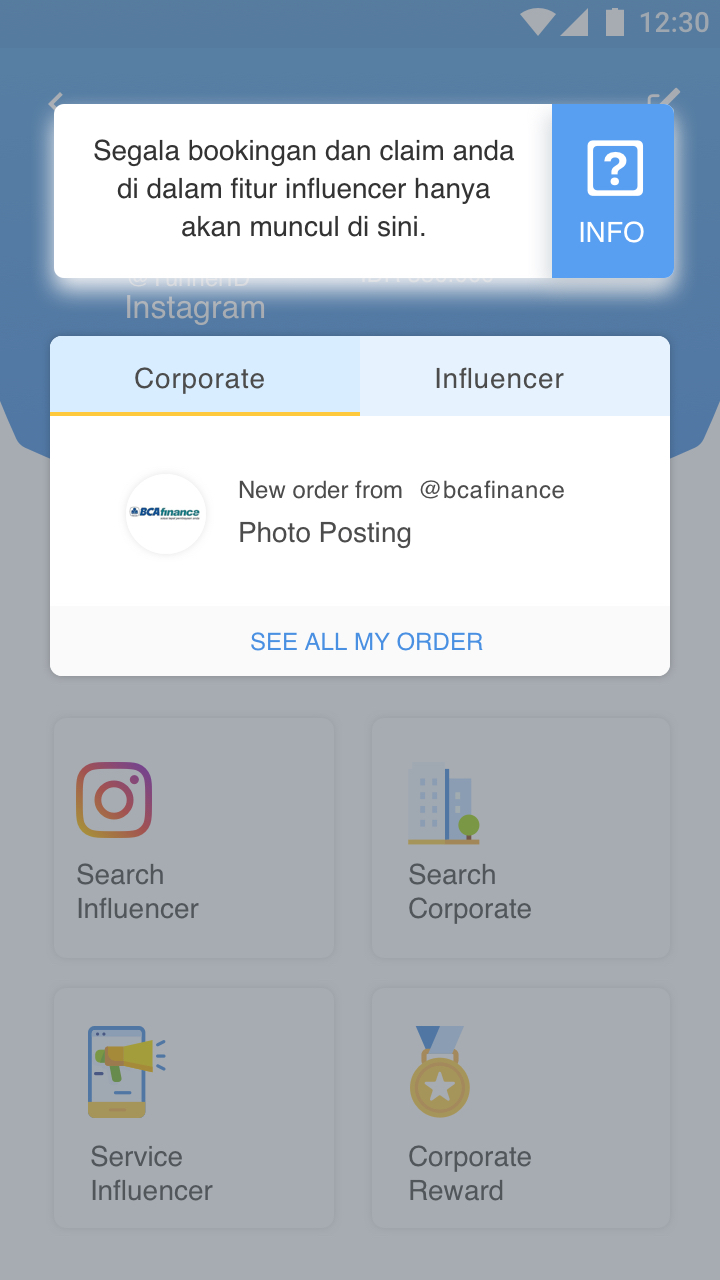 12:30
Segala bookingan dan claim anda
di dalam fitur influencer hanya
akan muncul di sini.
INFO
Instagram
Corporate
Influencer
BCAfinance
New order from @bcafinance
Photo Posting
SEE ALL MY ORDER
Search
Influencer
Search
Corporate
Service
Influencer
Corporate
Reward